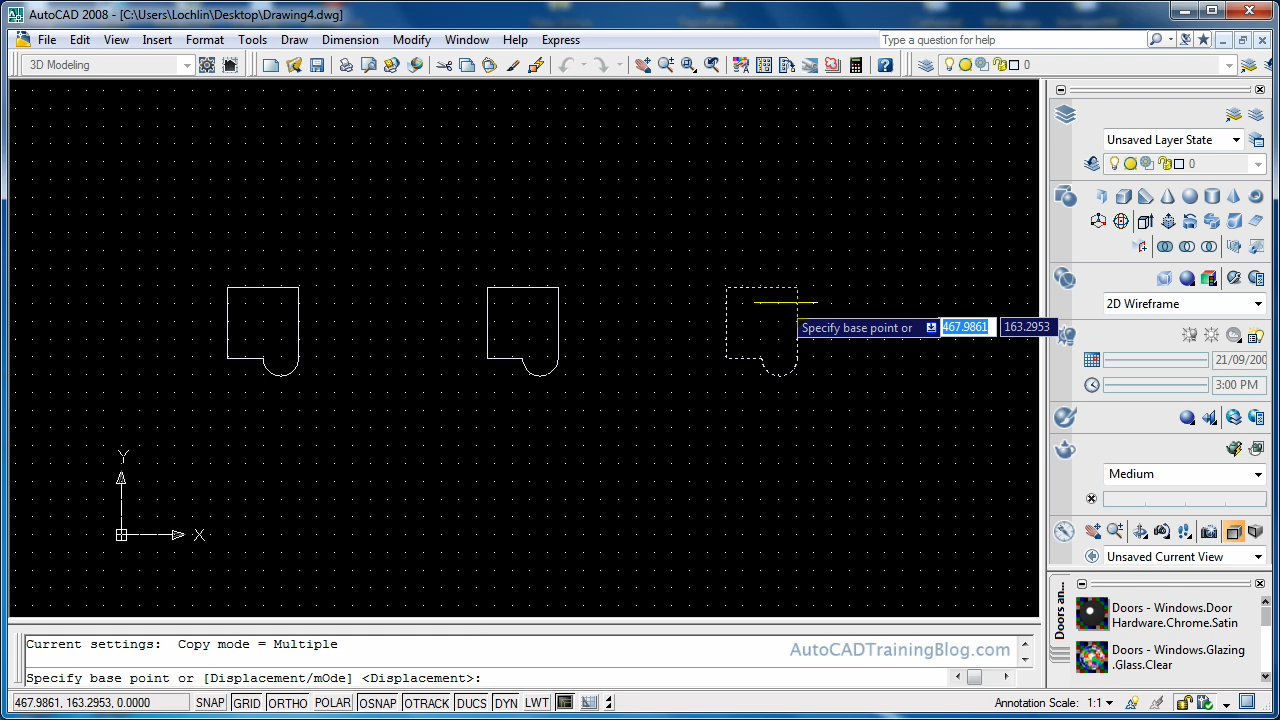 AutoCAD 2008 - [C:\Users\Lochlin\Desktop\Drawing4.dwg]
File Edit View Insert Format Tools Draw Dimension Modify Window Help Express
Type a question for help
3D Modeling
0
Unsaved Layer State
0
2D Wireframe
Specify base point or 467.9861 163.2953
21/09/200
3:00 PM
Y
X
Medium
Unsaved Current View
Doors an...
Doors - Windows.Door
Hardware.Chrome.Satin
Doors - Windows.Glazing
.Glass.Clear
Current settings: Copy mode = Multiple
AutoCADTrainingBlog.com
Specify base point or [Displacement/mOde] <Displacement>:
467.9861, 163.2953, 0.0000 SNAP GRID ORTHO POLAR OSNAP OTRACK DUCS DYN LWT
Annotation Scale: 1:1